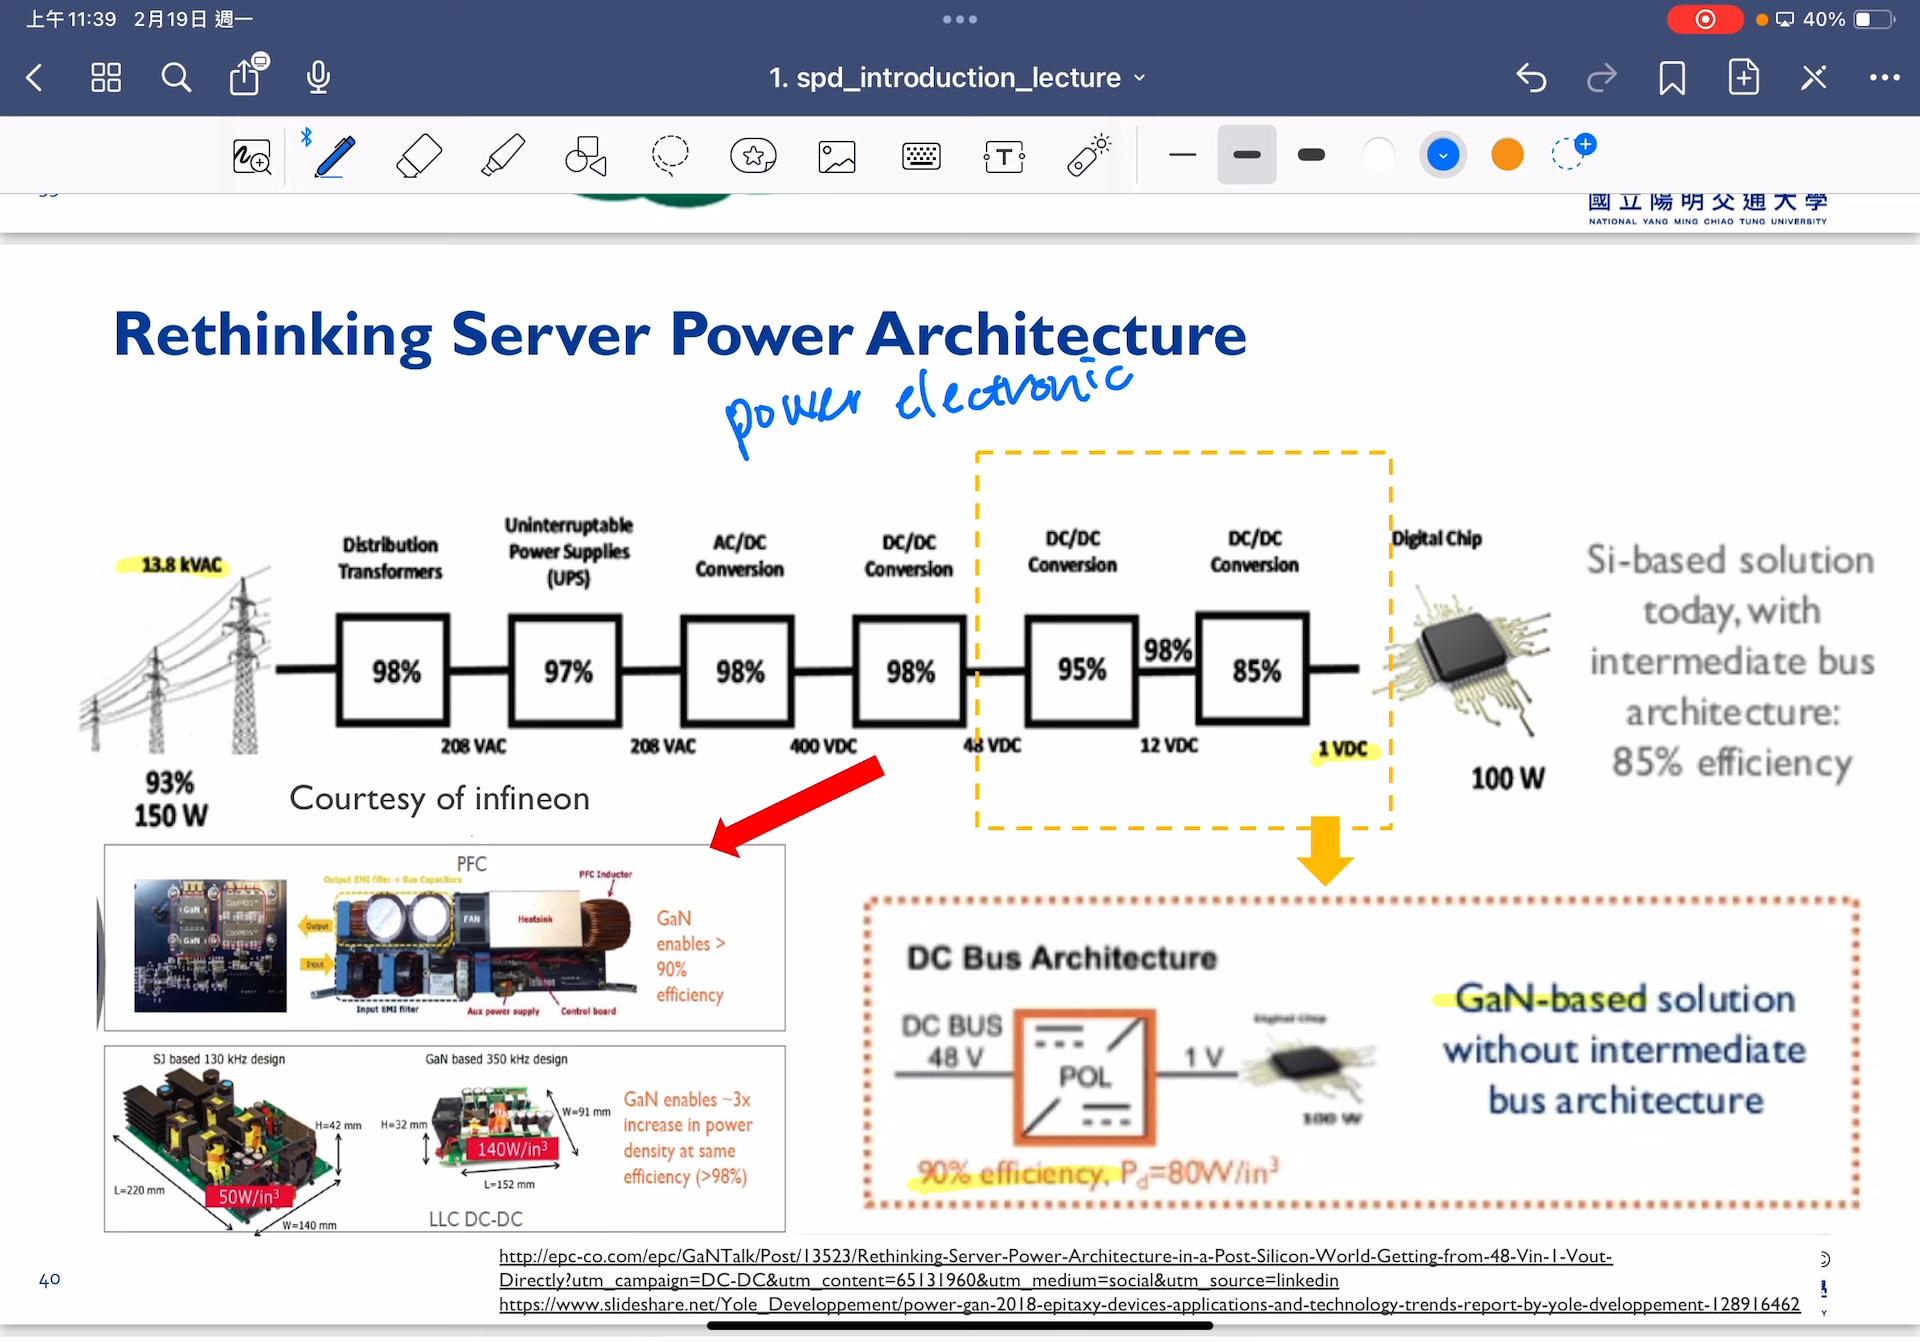 上午11:39 2月19日 週一
40%
1. spd_introduction_lecture
國立陽明交通大學
NATIONAL YANG MING CHIAO TUNG UNIVERSITY
Rethinking Server Power Architecture
power electronic
13.8 kVAC
Distribution
Transformers
Uninterruptable
Power Supplies
(UPS)
AC/DC
Conversion
DC/DC
Conversion
DC/DC
Conversion
DC/DC
Conversion
Digital Chip
98%
97%
98%
98%
95%
98%
85%
208 VAC
208 VAC
400 VDC
48 VDC
12 VDC
1 VDC
93%
150 W
100 W
Si-based solution
today, with
intermediate bus
architecture:
85% efficiency
Courtesy of infineon
PFC
Output EMI filter + Bus Capacitors
PFC Inductor
GaN
CoolMOS™
GaN
CoolMOS™
Output
Input
FAN
Heatsink
Infineon
Input EMI filter
Aux power supply
Control board
GaN
enables >
90%
efficiency
SJ based 130 kHz design
H=42 mm
L=220 mm
50W/in³
W=140 mm
GaN based 350 kHz design
H=32 mm
W=91 mm
140W/in³
L=152 mm
LLC DC-DC
GaN enables ~3x
increase in power
density at same
efficiency (>98%)
DC Bus Architecture
DC BUS
48 V
POL
1 V
Digital Chip
100 W
90% efficiency, Pd=80W/in³
GaN-based solution
without intermediate
bus architecture
http://epc-co.com/epc/GaNTalk/Post/13523/Rethinking-Server-Power-Architecture-in-a-Post-Silicon-World-Getting-from-48-Vin-1-Vout-
Directly?utm_campaign=DC-DC&utm_content=65131960&utm_medium=social&utm_source=linkedin
https://www.slideshare.net/Yole_Developpement/power-gan-2018-epitaxy-devices-applications-and-technology-trends-report-by-yole-dveloppement-128916462
40